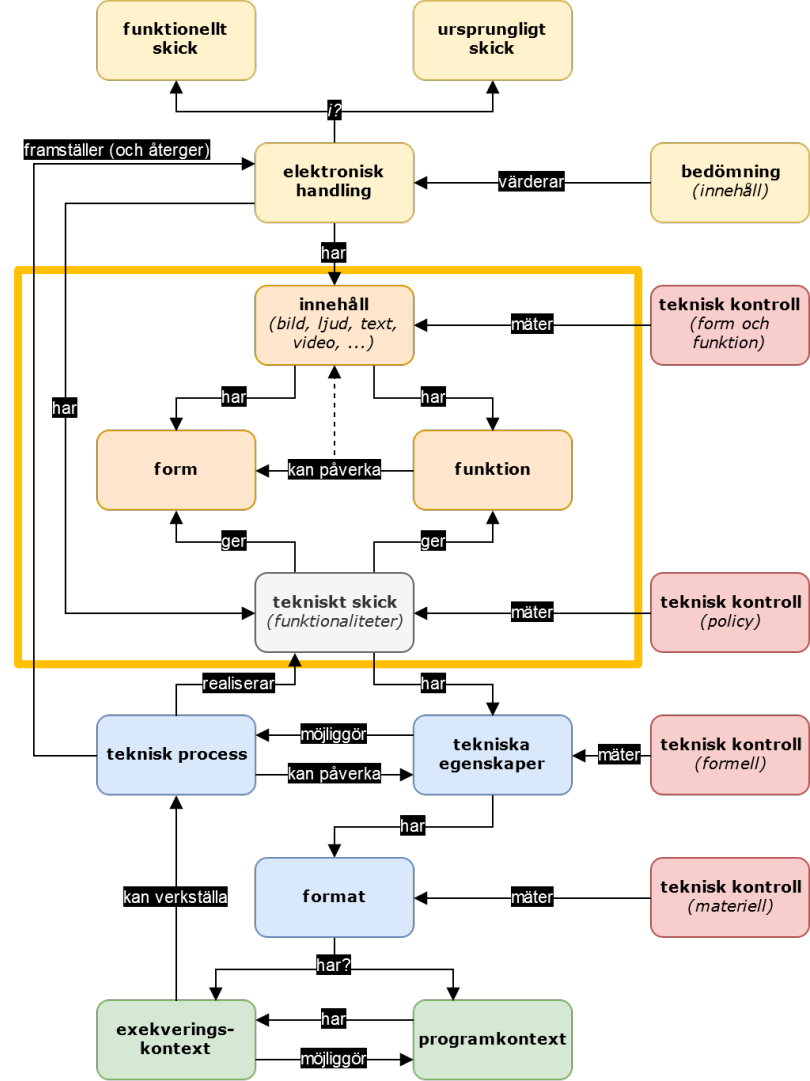 funktionellt
skick
ursprungligt
skick
i?
framställer (och återger)
elektronisk
handling
värderar
bedömning
(innehåll)
har
innehåll
(bild, ljud, text,
video, ...)
mäter
teknisk kontroll
(form och
funktion)
har
har
har
form
kan påverka
funktion
ger
ger
tekniskt skick
(funktionaliteter)
mäter
teknisk kontroll
(policy)
realiserar
har
teknisk process
möjliggör
kan påverka
tekniska
egenskaper
mäter
teknisk kontroll
(formell)
har
kan verkställa
format
mäter
teknisk kontroll
(materiell)
har?
exekverings-
kontext
har
möjliggör
programkontext